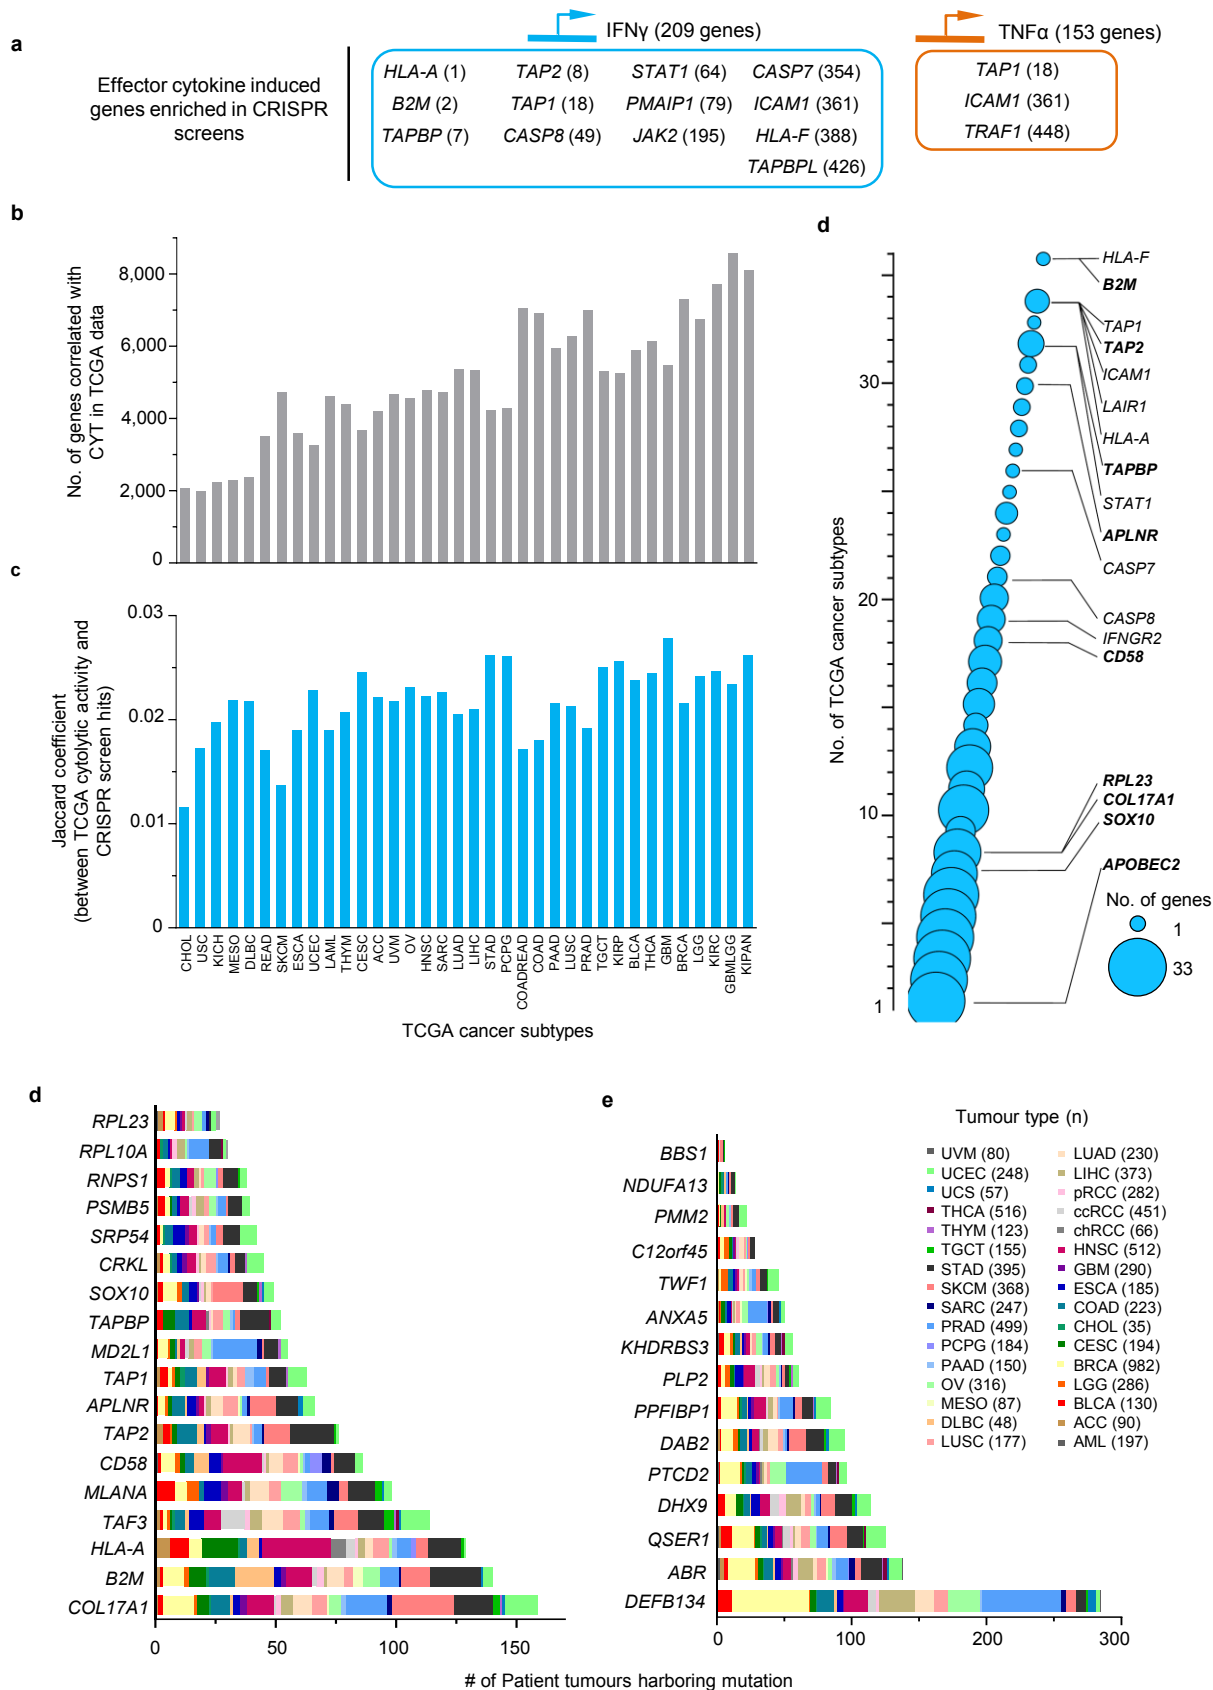 a
IFNγ (209 genes)
TNFα (153 genes)
Effector cytokine induced
genes enriched in CRISPR
screens
HLA-A (1)
TAP2 (8)
STAT1 (64)
CASP7 (354)
B2M (2)
TAP1 (18)
PMAIP1 (79)
ICAM1 (361)
TAPBP (7)
CASP8 (49)
JAK2 (195)
HLA-F (388)
TAPBPL (426)
TAP1 (18)
ICAM1 (361)
TRAF1 (448)
b
No. of genes correlated with
CYT in TCGA data
8,000
6,000
4,000
2,000
0
c
Jaccard coefficient
(between TCGA cytolytic activity and
CRISPR screen hits)
0.03
0.02
0.01
0
CHOL
USC
KICH
MESO
DLBC
READ
SKCM
ESCA
UCEC
LAML
THYM
CESC
ACC
UVM
OV
HNSC
SARC
LUAD
LIHC
STAD
PCPG
COADREAD
COAD
PAAD
LUSC
PRAD
TGCT
KIRP
BLCA
THCA
GBM
BRCA
LGG
KIRC
GBMLGG
KIPAN
TCGA cancer subtypes
d
No. of TCGA cancer subtypes
30
20
10
1
HLA-F
B2M
TAP1
TAP2
ICAM1
LAIR1
HLA-A
TAPBP
STAT1
APLNR
CASP7
CASP8
IFNGR2
CD58
RPL23
COL17A1
SOX10
APOBEC2
No. of genes
1
33
d
RPL23
RPL10A
RNPS1
PSMB5
SRP54
CRKL
SOX10
TAPBP
MD2L1
TAP1
APLNR
TAP2
CD58
MLANA
TAF3
HLA-A
B2M
COL17A1
0
50
100
150
e
BBS1
NDUFA13
PMM2
C12orf45
TWF1
ANXA5
KHDRBS3
PLP2
PPFIBP1
DAB2
PTCD2
DHX9
QSER1
ABR
DEFB134
0
100
200
300
Tumour type (n)
UVM (80)
UCEC (248)
UCS (57)
THCA (516)
THYM (123)
TGCT (155)
STAD (395)
SKCM (368)
SARC (247)
PRAD (499)
PCPG (184)
PAAD (150)
OV (316)
MESO (87)
DLBC (48)
LUSC (177)
LUAD (230)
LIHC (373)
pRCC (282)
ccRCC (451)
chRCC (66)
HNSC (512)
GBM (290)
ESCA (185)
COAD (223)
CHOL (35)
CESC (194)
BRCA (982)
LGG (286)
BLCA (130)
ACC (90)
AML (197)
# of Patient tumours harboring mutation